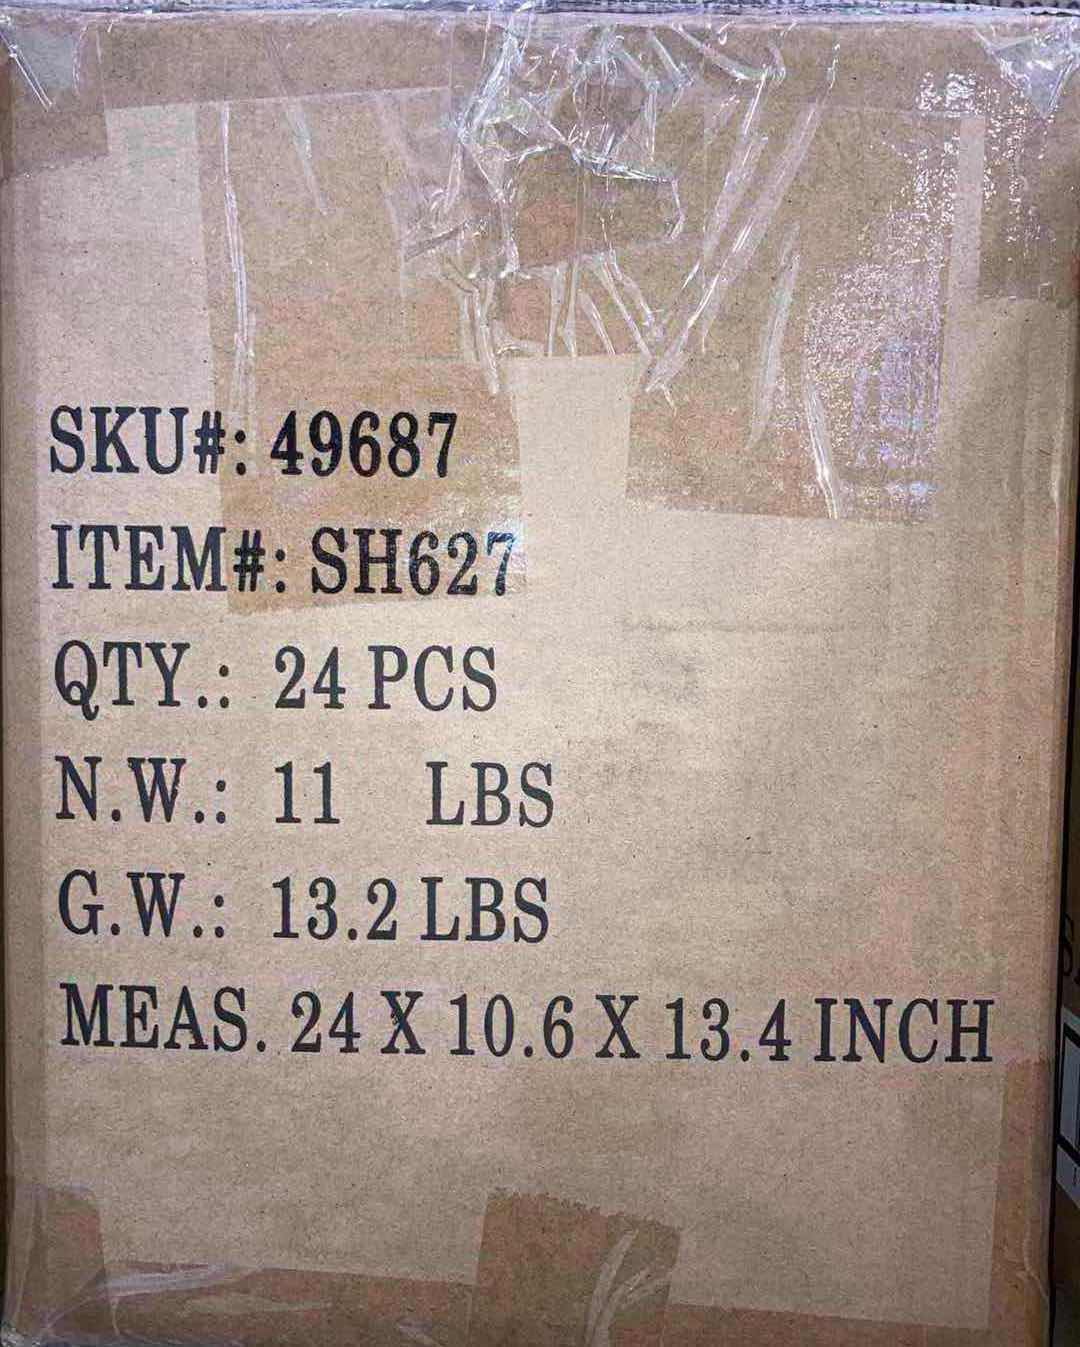 SKU#: 49687
ITEM#: SH627
QTY.: 24 PCS
N.W.: 11 LBS
G.W.: 13.2 LBS
MEAS. 24 X 10.6 X 13.4 INCH